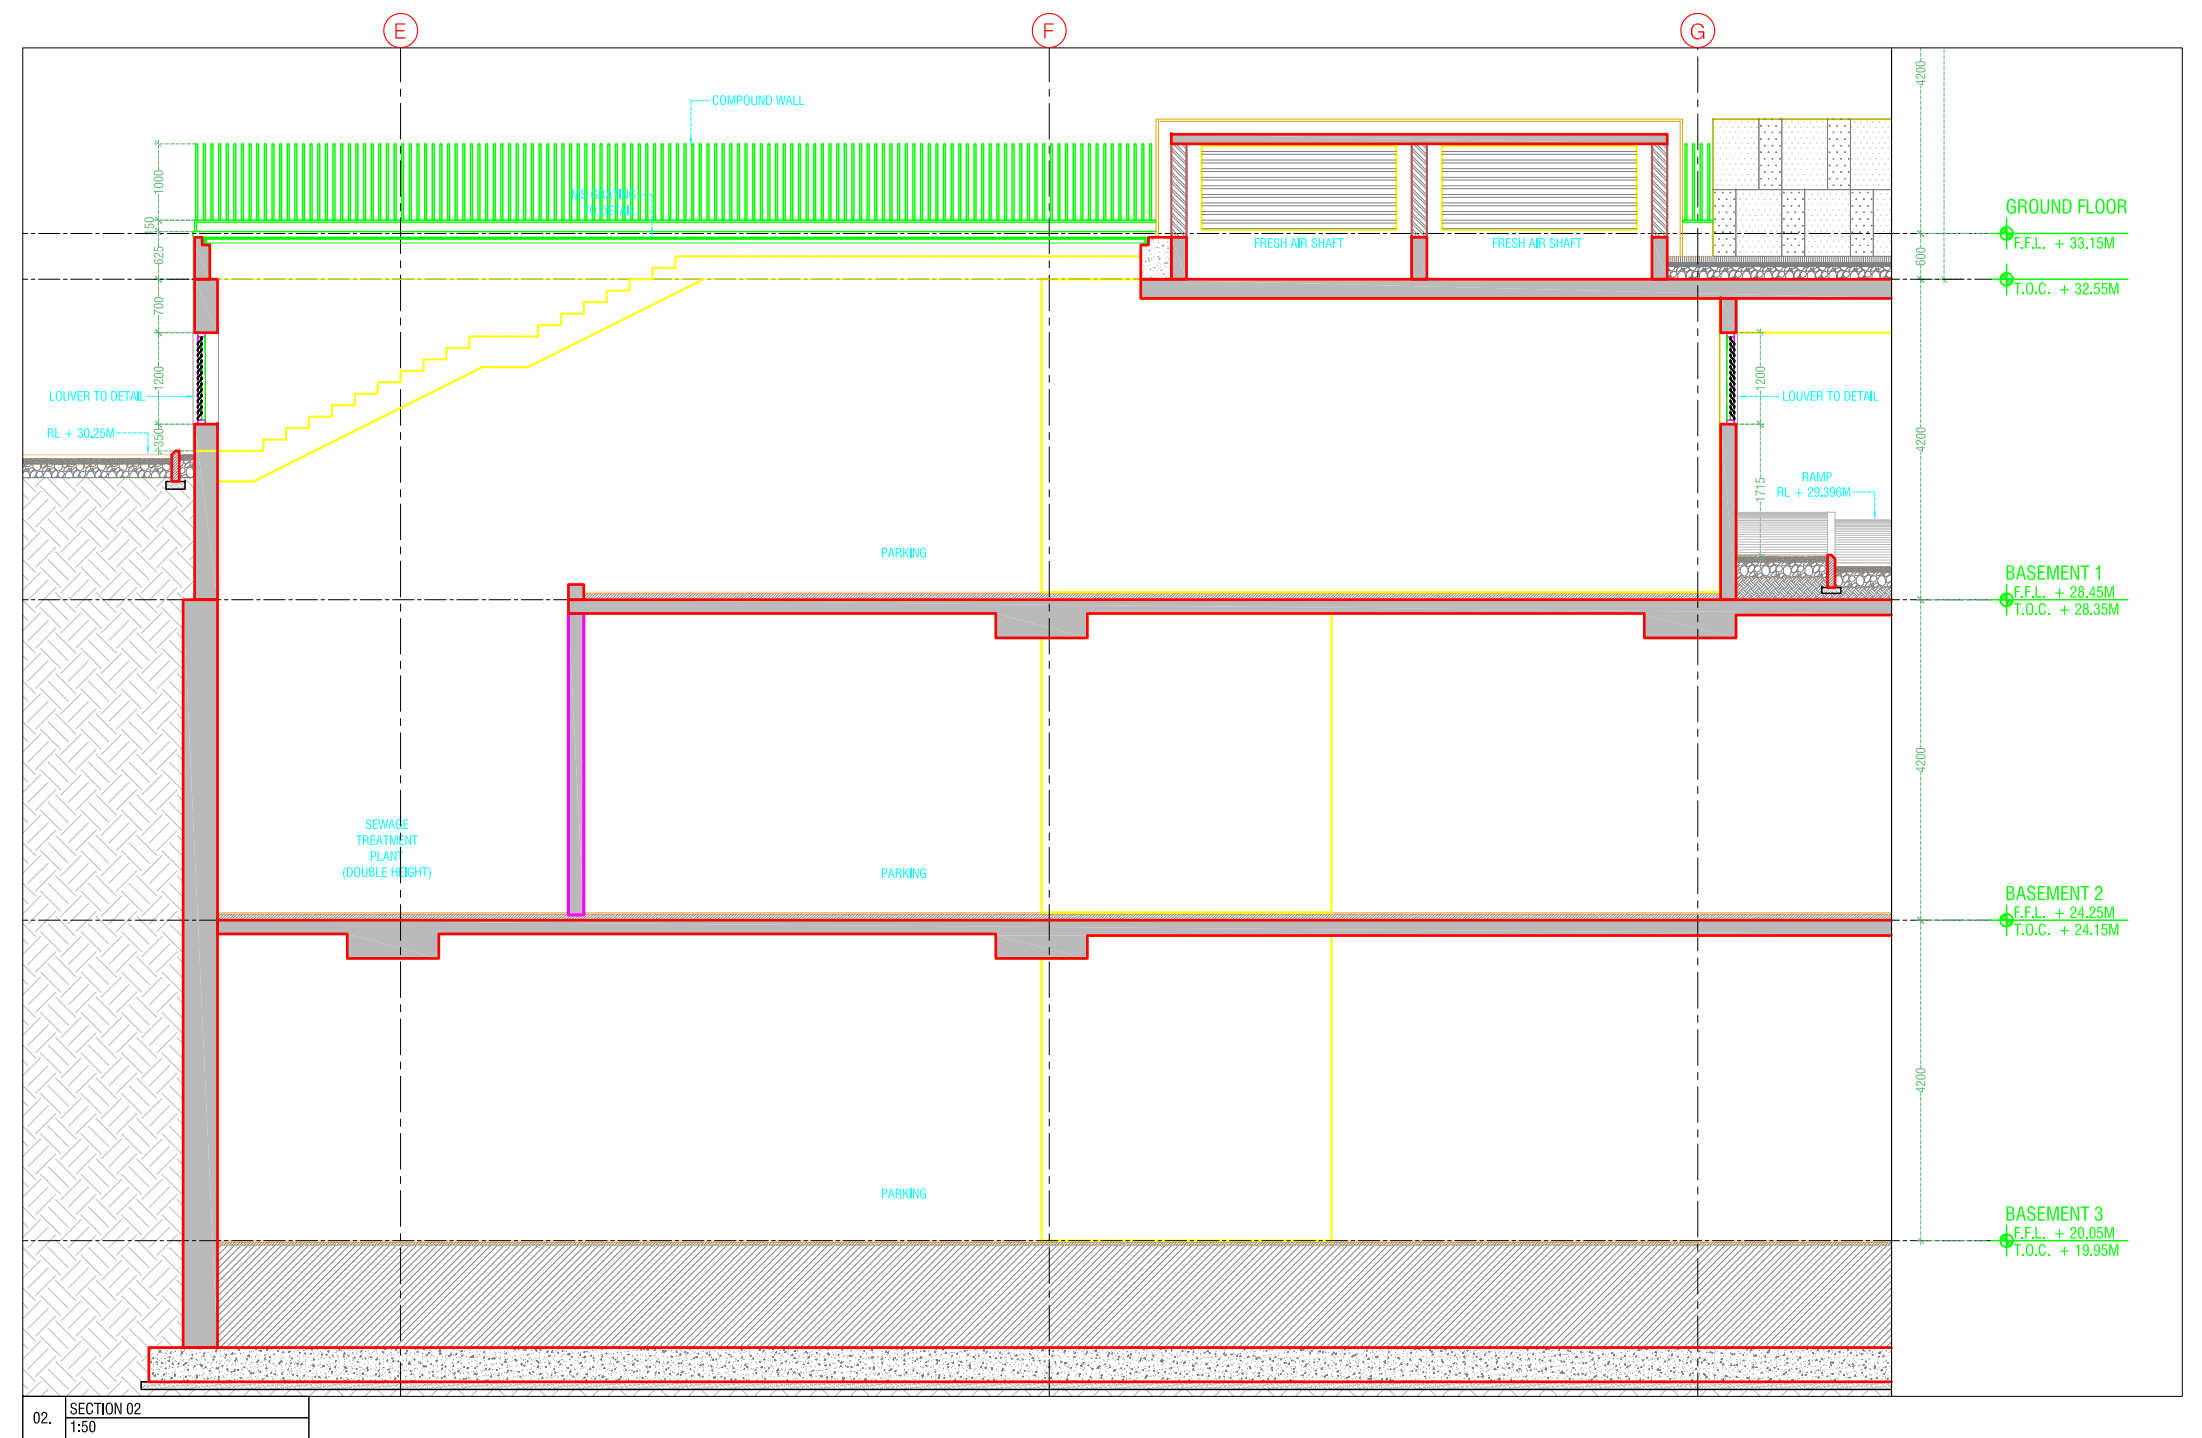 E
F
G
4200
COMPOUND WALL
1000
MS GRATING
TO DETAIL
150
GROUND FLOOR
F.F.L. + 33.15M
FRESH AIR SHAFT
FRESH AIR SHAFT
625
600
T.O.C. + 32.55M
700
1200
1200
LOUVER TO DETAIL
LOUVER TO DETAIL
RL + 30.25M
350
4200
RAMP
RL + 29.396M
1715
PARKING
BASEMENT 1
F.F.L. + 28.45M
T.O.C. + 28.35M
4200
SEWAGE
TREATMENT
PLANT
(DOUBLE HEIGHT)
PARKING
BASEMENT 2
F.F.L. + 24.25M
T.O.C. + 24.15M
4200
PARKING
BASEMENT 3
F.F.L. + 20.05M
T.O.C. + 19.95M
02.
SECTION 02
1:50